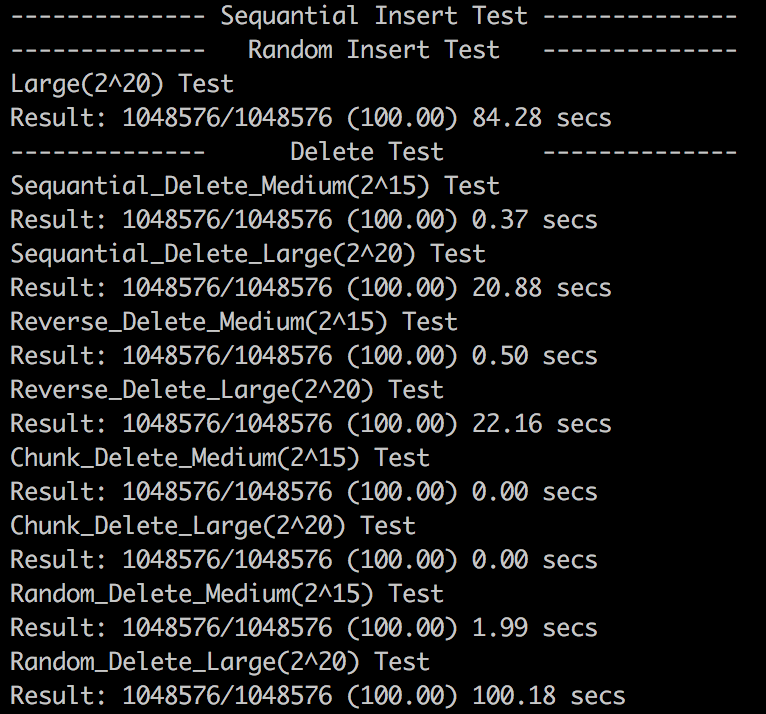 -------------- Sequantial Insert Test --------------
--------------   Random Insert Test   --------------
Large(2^20) Test
Result: 1048576/1048576 (100.00) 84.28 secs
--------------      Delete Test       --------------
Sequantial_Delete_Medium(2^15) Test
Result: 1048576/1048576 (100.00) 0.37 secs
Sequantial_Delete_Large(2^20) Test
Result: 1048576/1048576 (100.00) 20.88 secs
Reverse_Delete_Medium(2^15) Test
Result: 1048576/1048576 (100.00) 0.50 secs
Reverse_Delete_Large(2^20) Test
Result: 1048576/1048576 (100.00) 22.16 secs
Chunk_Delete_Medium(2^15) Test
Result: 1048576/1048576 (100.00) 0.00 secs
Chunk_Delete_Large(2^20) Test
Result: 1048576/1048576 (100.00) 0.00 secs
Random_Delete_Medium(2^15) Test
Result: 1048576/1048576 (100.00) 1.99 secs
Random_Delete_Large(2^20) Test
Result: 1048576/1048576 (100.00) 100.18 secs